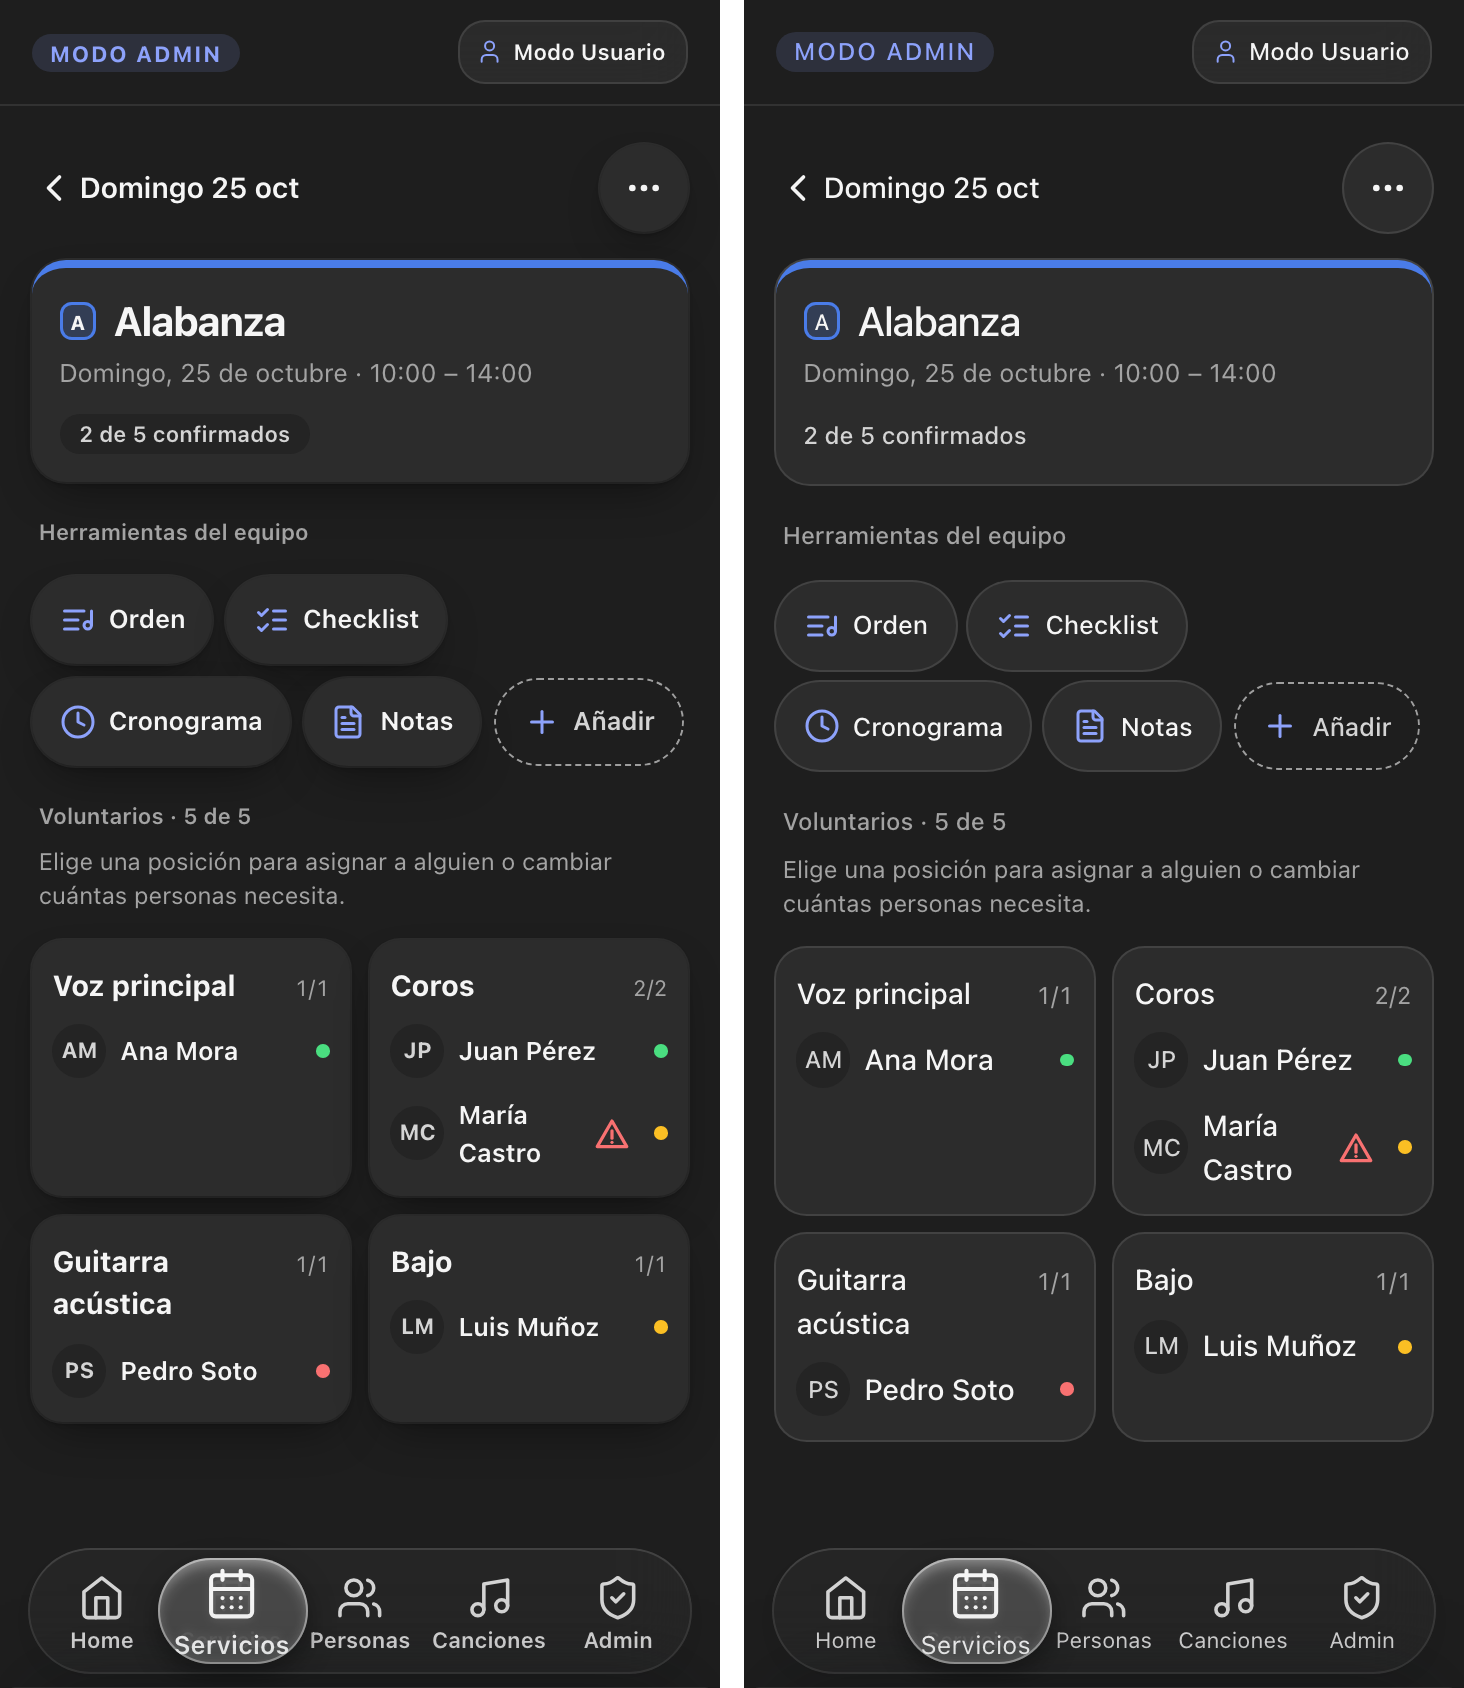 MODO ADMIN
Modo Usuario
Domingo 25 oct
A Alabanza
Domingo, 25 de octubre · 10:00 – 14:00
2 de 5 confirmados
Herramientas del equipo
Orden
Checklist
Cronograma
Notas
Añadir
Voluntarios · 5 de 5
Elige una posición para asignar a alguien o cambiar
cuántas personas necesita.
Voz principal 1/1
AM Ana Mora
Coros 2/2
JP Juan Pérez
MC María
Castro
Guitarra 1/1
acústica
PS Pedro Soto
Bajo 1/1
LM Luis Muñoz
Home
Servicios
Personas
Canciones
Admin
MODO ADMIN
Modo Usuario
Domingo 25 oct
A Alabanza
Domingo, 25 de octubre · 10:00 – 14:00
2 de 5 confirmados
Herramientas del equipo
Orden
Checklist
Cronograma
Notas
Añadir
Voluntarios · 5 de 5
Elige una posición para asignar a alguien o cambiar
cuántas personas necesita.
Voz principal 1/1
AM Ana Mora
Coros 2/2
JP Juan Pérez
MC María
Castro
Guitarra 1/1
acústica
PS Pedro Soto
Bajo 1/1
LM Luis Muñoz
Home
Servicios
Personas
Canciones
Admin